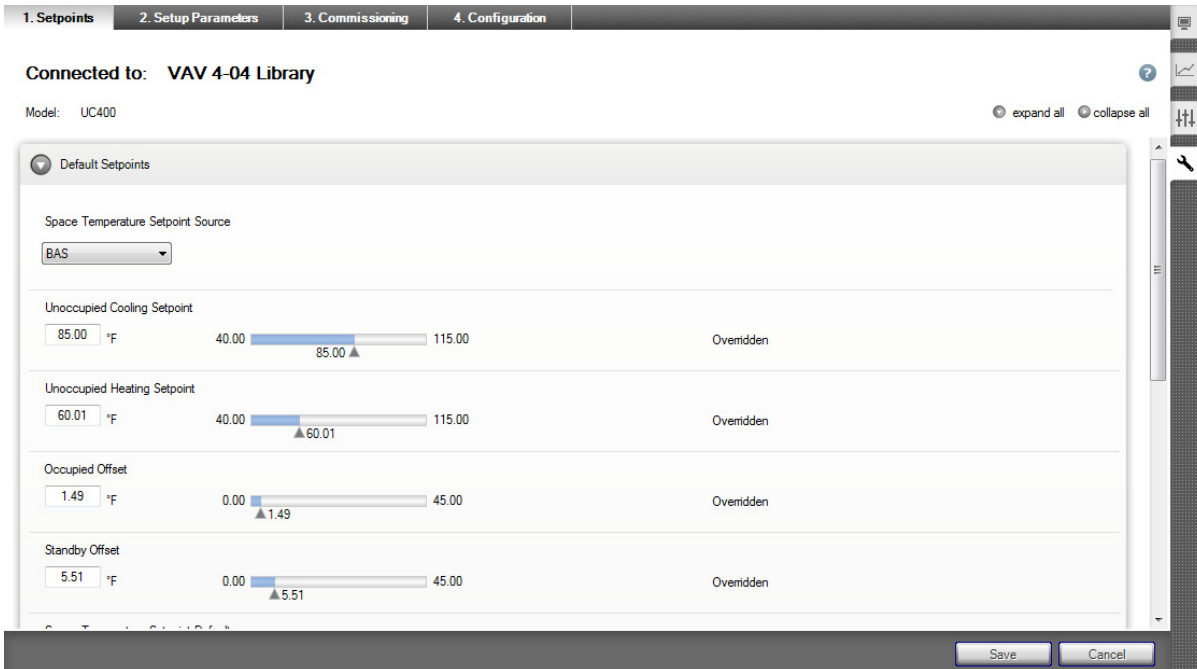 1. Setpoints 2. Setup Parameters 3. Commissioning 4. Configuration
Connected to: VAV 4-04 Library
Model: UC400
expand all collapse all
Default Setpoints
Space Temperature Setpoint Source
BAS
Unoccupied Cooling Setpoint
85.00 °F 40.00 115.00 Overridden
85.00
Unoccupied Heating Setpoint
60.01 °F 40.00 115.00 Overridden
60.01
Occupied Offset
1.49 °F 0.00 45.00 Overridden
1.49
Standby Offset
5.51 °F 0.00 45.00 Overridden
5.51
Save Cancel